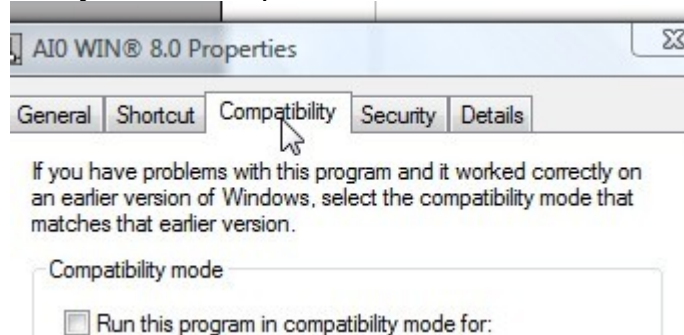 AI0 WIN® 8.0 Properties
General Shortcut Compatibility Security Details
If you have problems with this program and it worked correctly on
an earlier version of Windows, select the compatibility mode that
matches that earlier version.
Compatibility mode
Run this program in compatibility mode for: